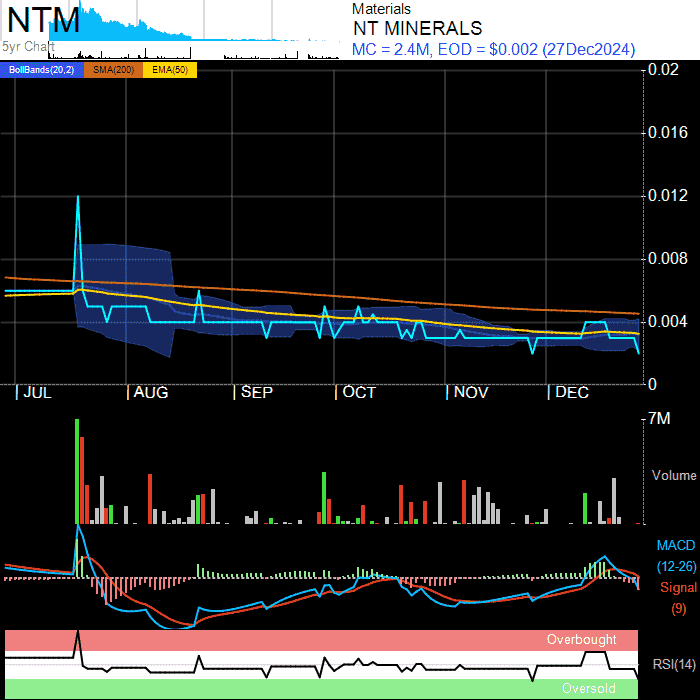 NTM
Materials
NT MINERALS
5yr Chart
MC = 2.4M, EOD = $0.002 (27Dec2024)
BollBands(20,2) SMA(200) EMA(50)
0.02
0.016
0.012
0.008
0.004
0
JUL AUG SEP OCT NOV DEC
7M
Volume
MACD
(12-26)
Signal
(9)
Overbought
RSI(14)
Oversold